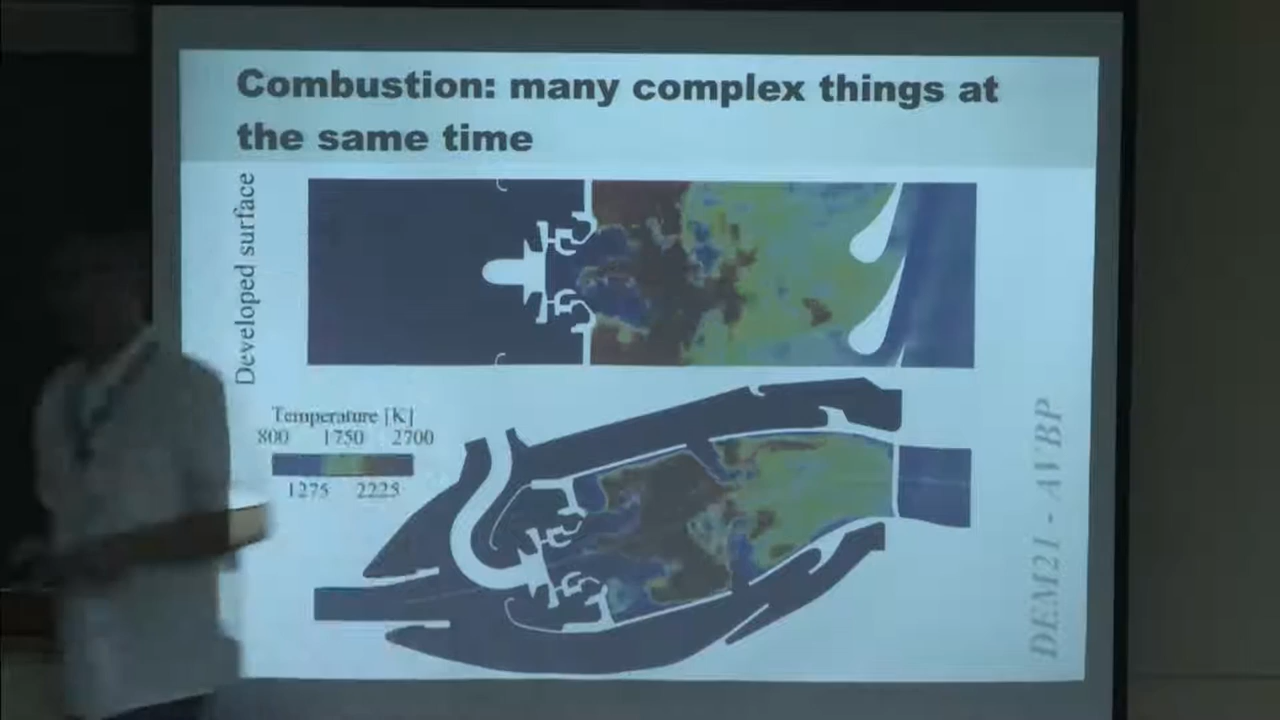 Combustion: many complex things at
the same time
Developed surface
Temperature [K]
800 1750 2700
1275 2225
DEM21 - AVBP